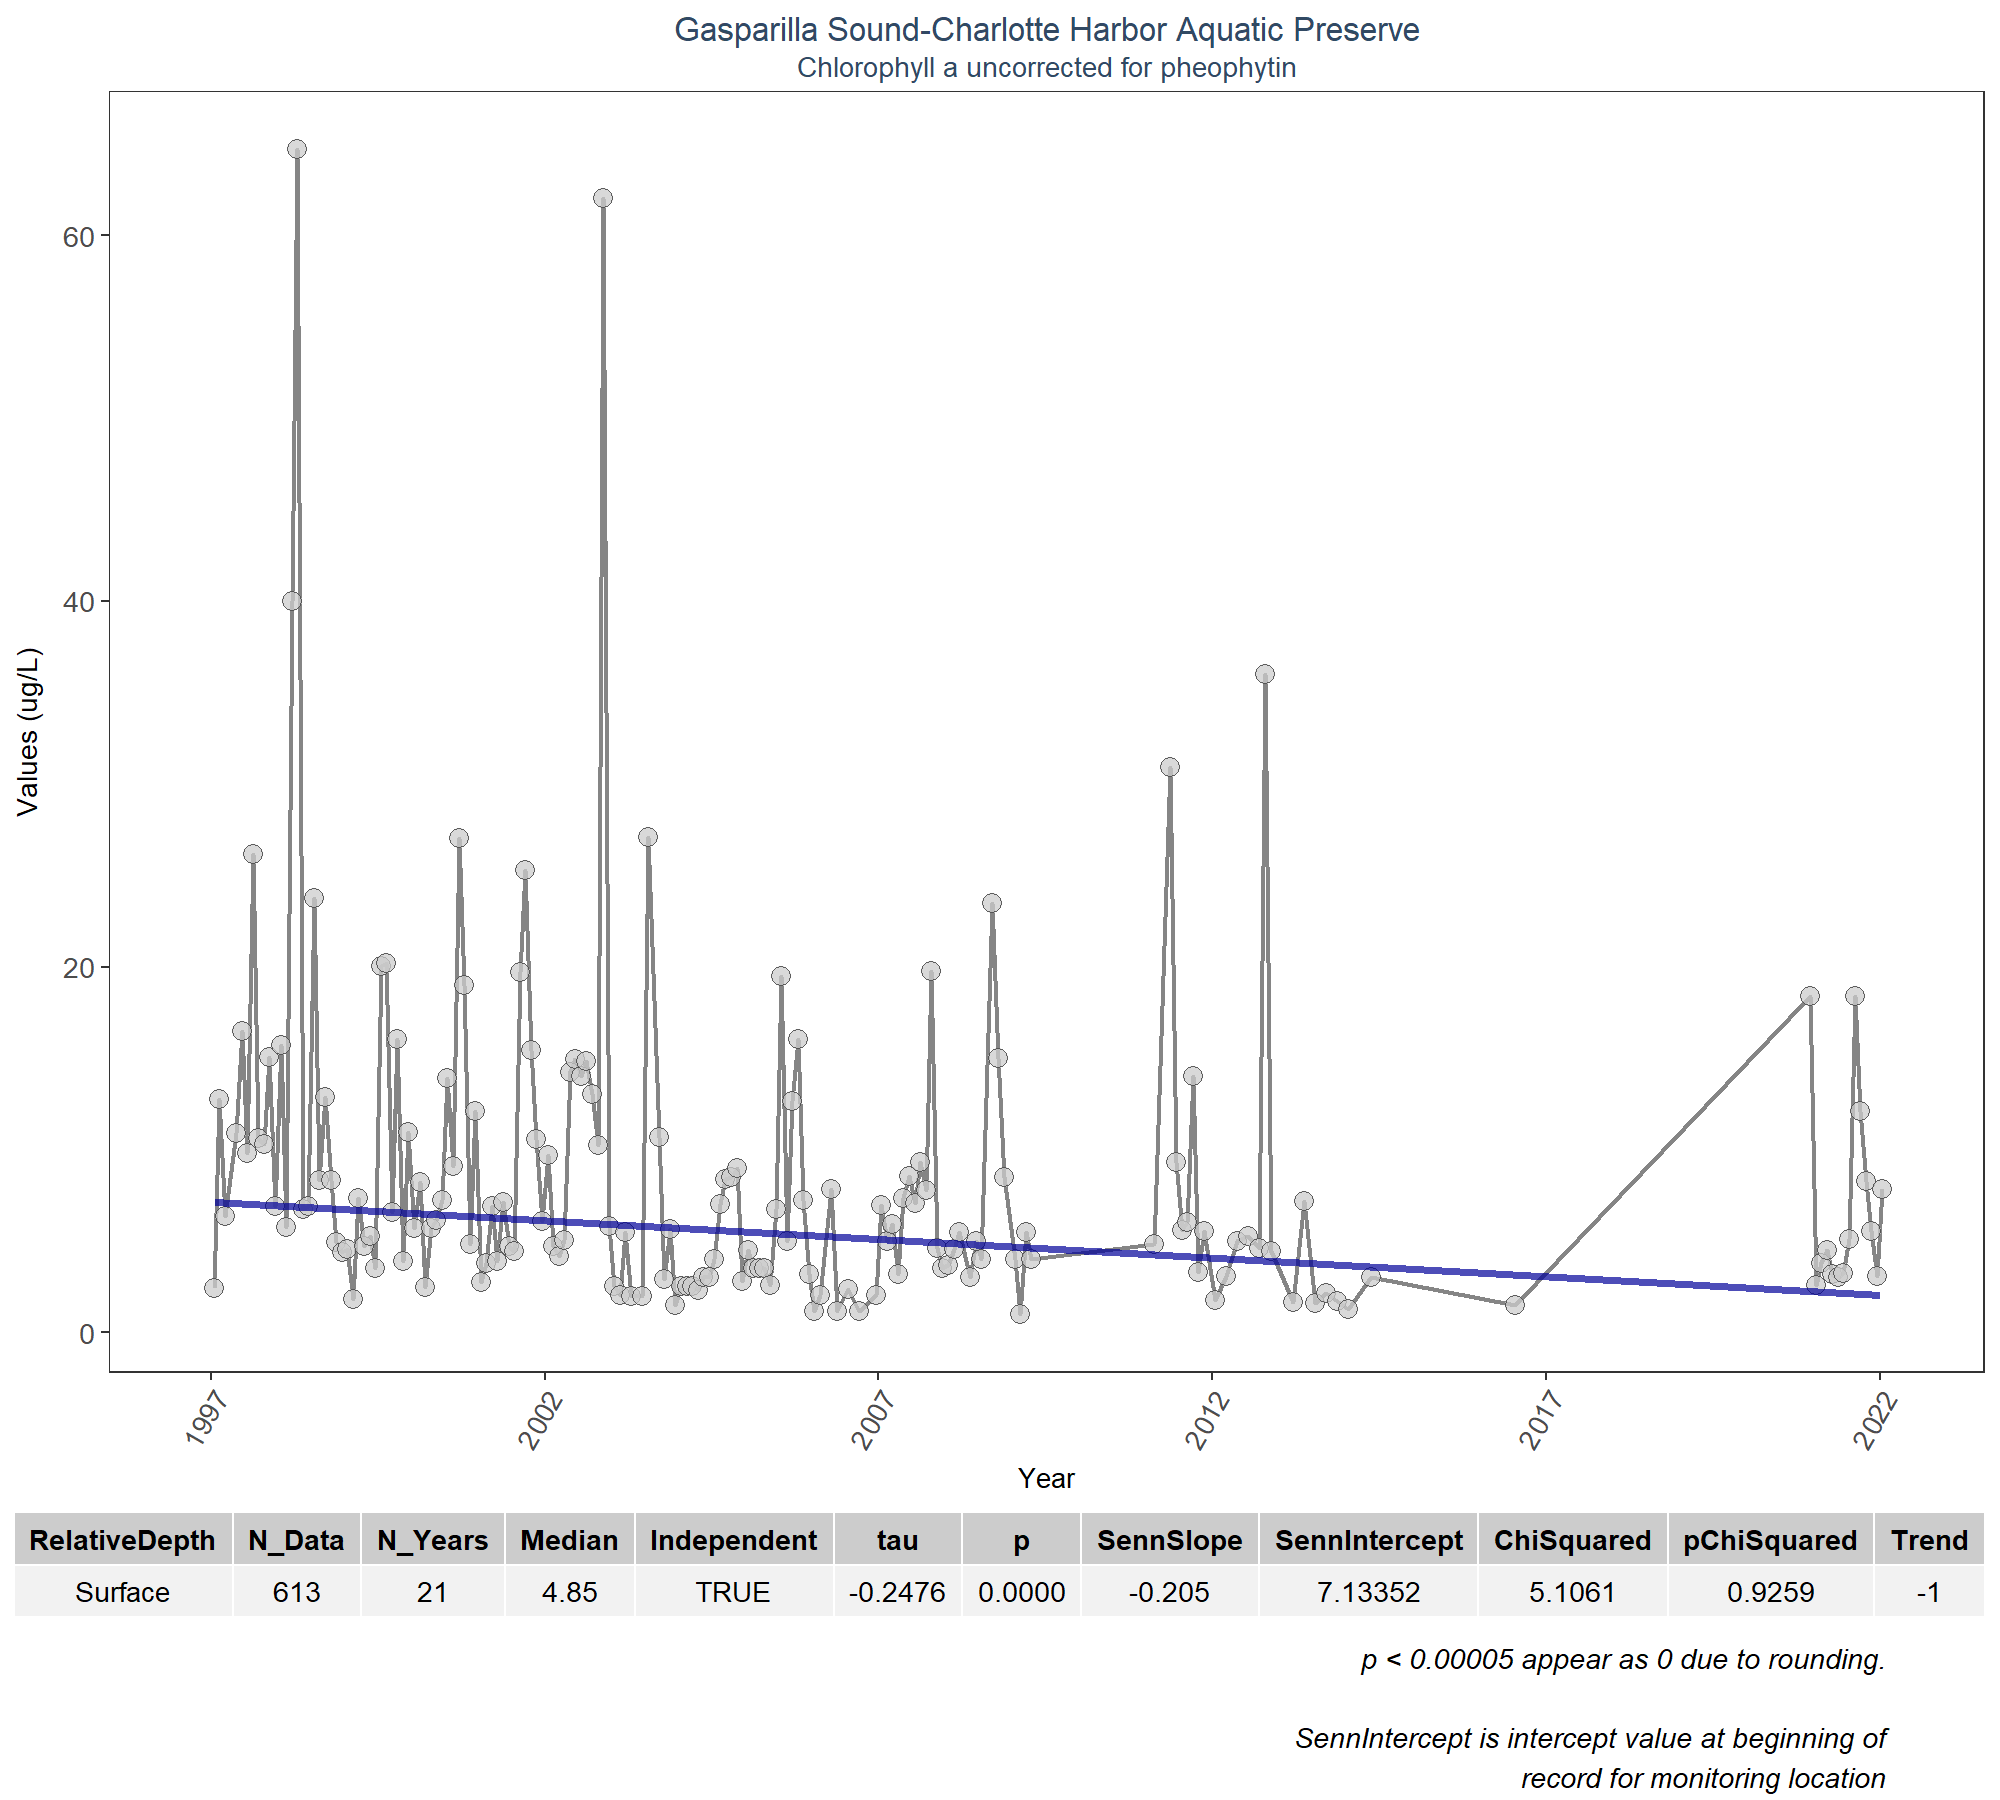 Gasparilla Sound-Charlotte Harbor Aquatic Preserve
Chlorophyll a uncorrected for pheophytin
Values (ug/L)
60
40
20
0
1997 2002 2007 2012 2017 2022
Year
RelativeDepth N_Data N_Years Median Independent tau p SennSlope SennIntercept ChiSquared pChiSquared Trend
Surface 613 21 4.85 TRUE -0.2476 0.0000 -0.205 7.13352 5.1061 0.9259 -1
p < 0.00005 appear as 0 due to rounding.
SennIntercept is intercept value at beginning of
record for monitoring location